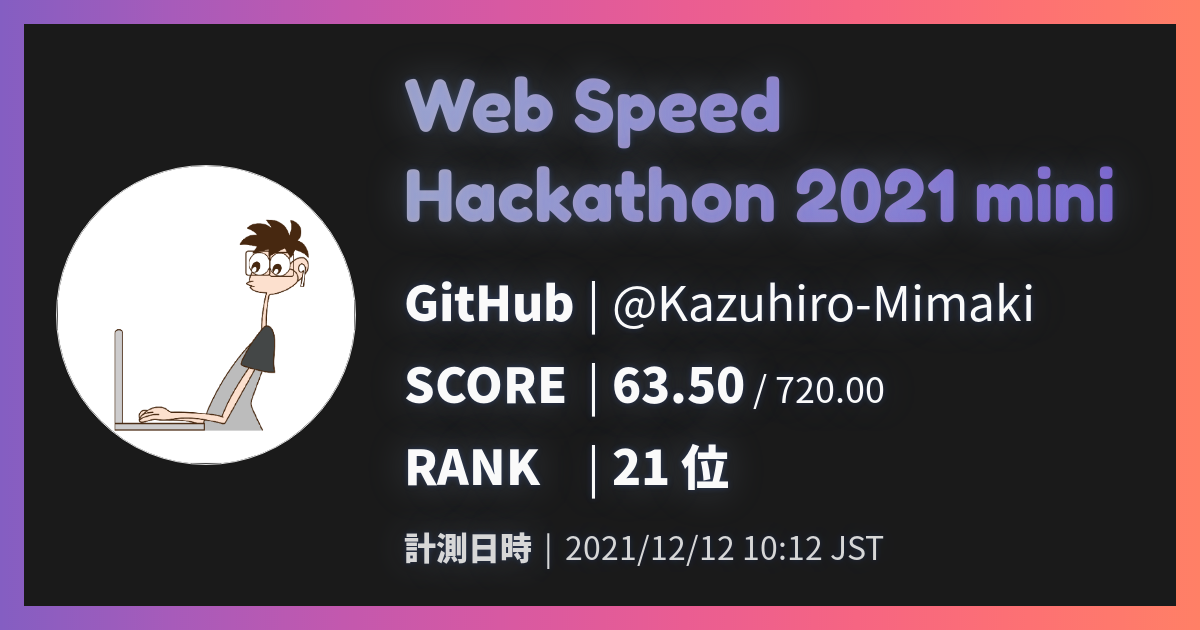 Web Speed
Hackathon 2021 mini
GitHub | @Kazuhiro-Mimaki
SCORE | 63.50 / 720.00
RANK | 21 位
計測日時 | 2021/12/12 10:12 JST